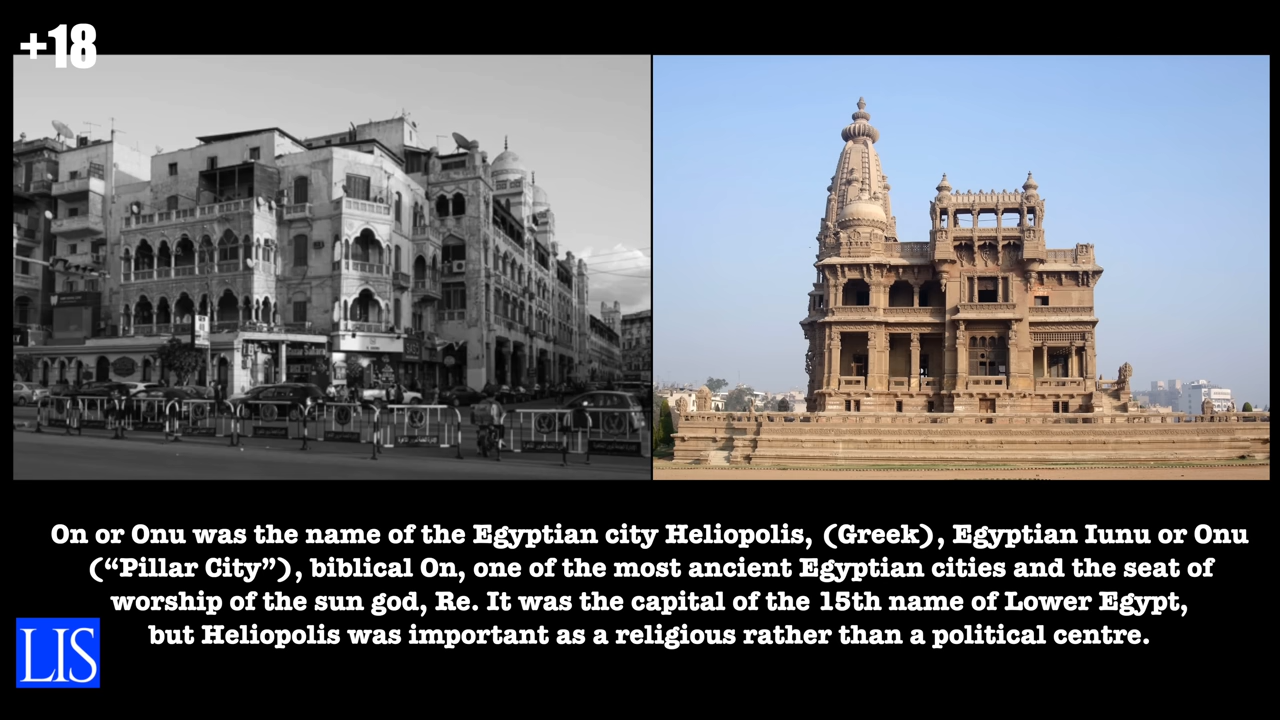 +18
On or Onu was the name of the Egyptian city Heliopolis, (Greek), Egyptian Iunu or Onu
(“Pillar City”), biblical On, one of the most ancient Egyptian cities and the seat of
worship of the sun god, Re. It was the capital of the 15th name of Lower Egypt,
but Heliopolis was important as a religious rather than a political centre.
LIS